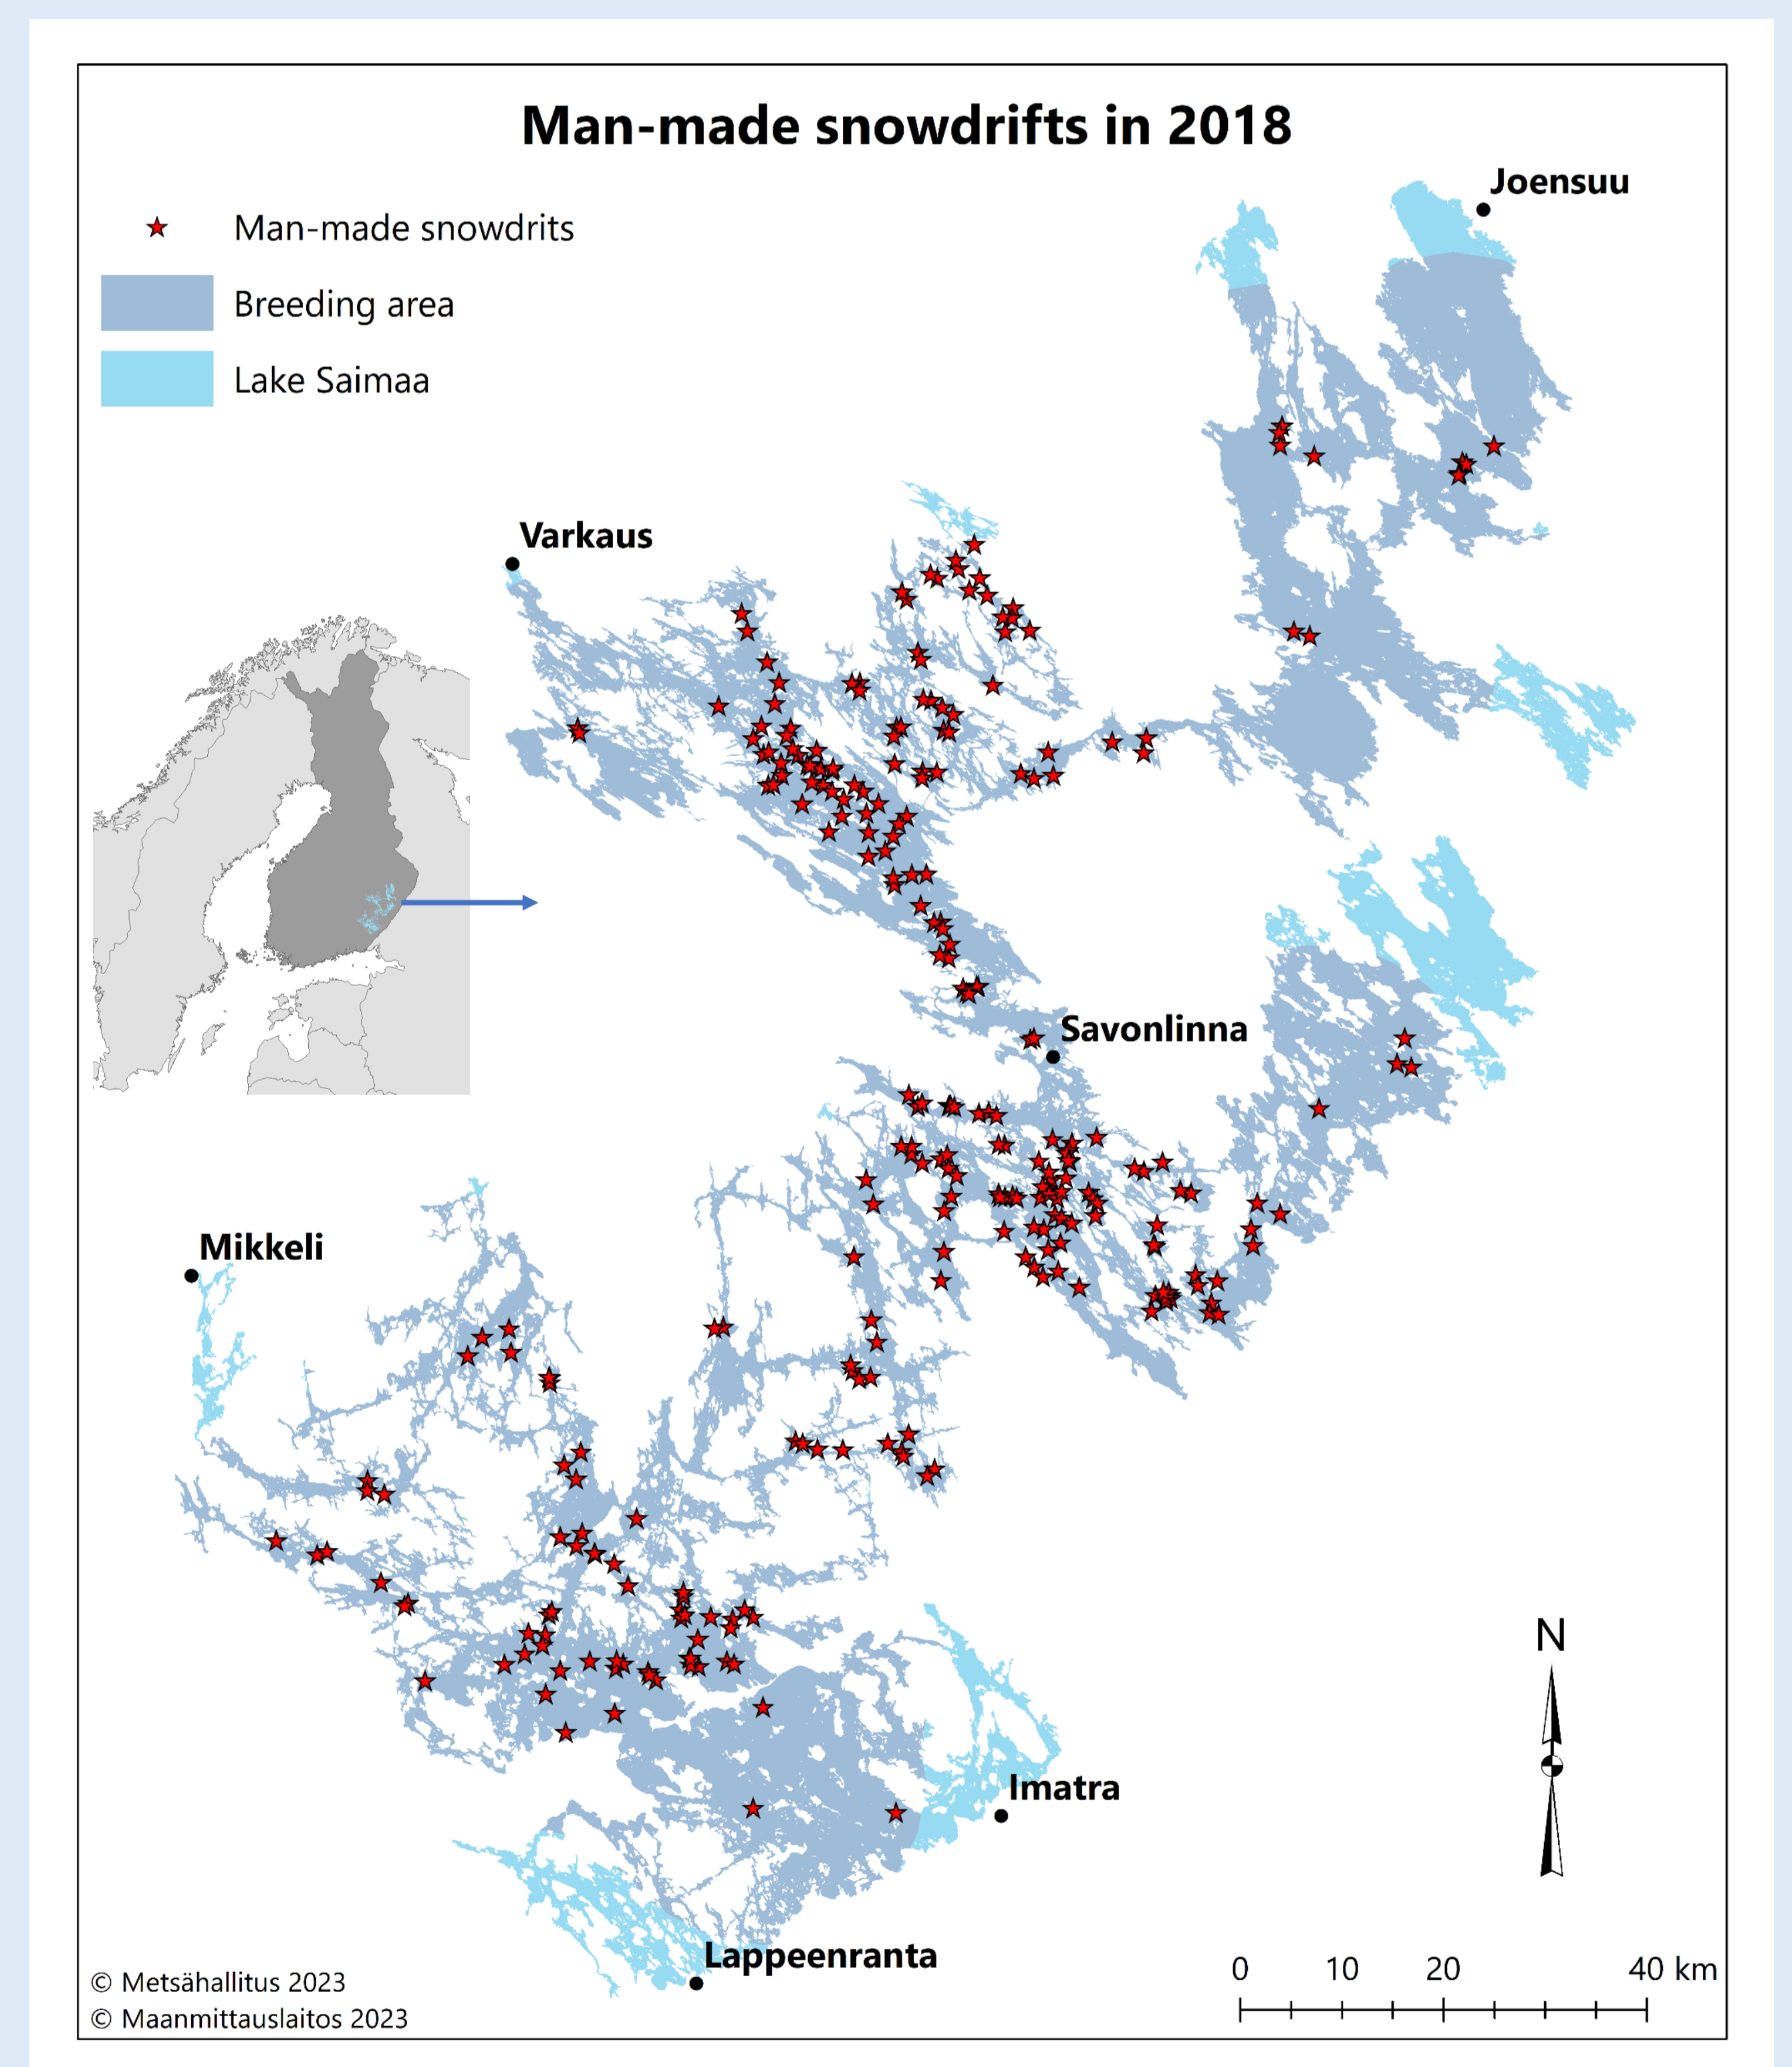 Man-made snowdrifts in 2018
Joensuu
Man-made snowdrits
Breeding area
Lake Saimaa
Varkaus
Savonlinna
Mikkeli
N
Imatra
Lappeenranta
0 10 20 40 km
© Metsähallitus 2023
© Maanmittauslaitos 2023